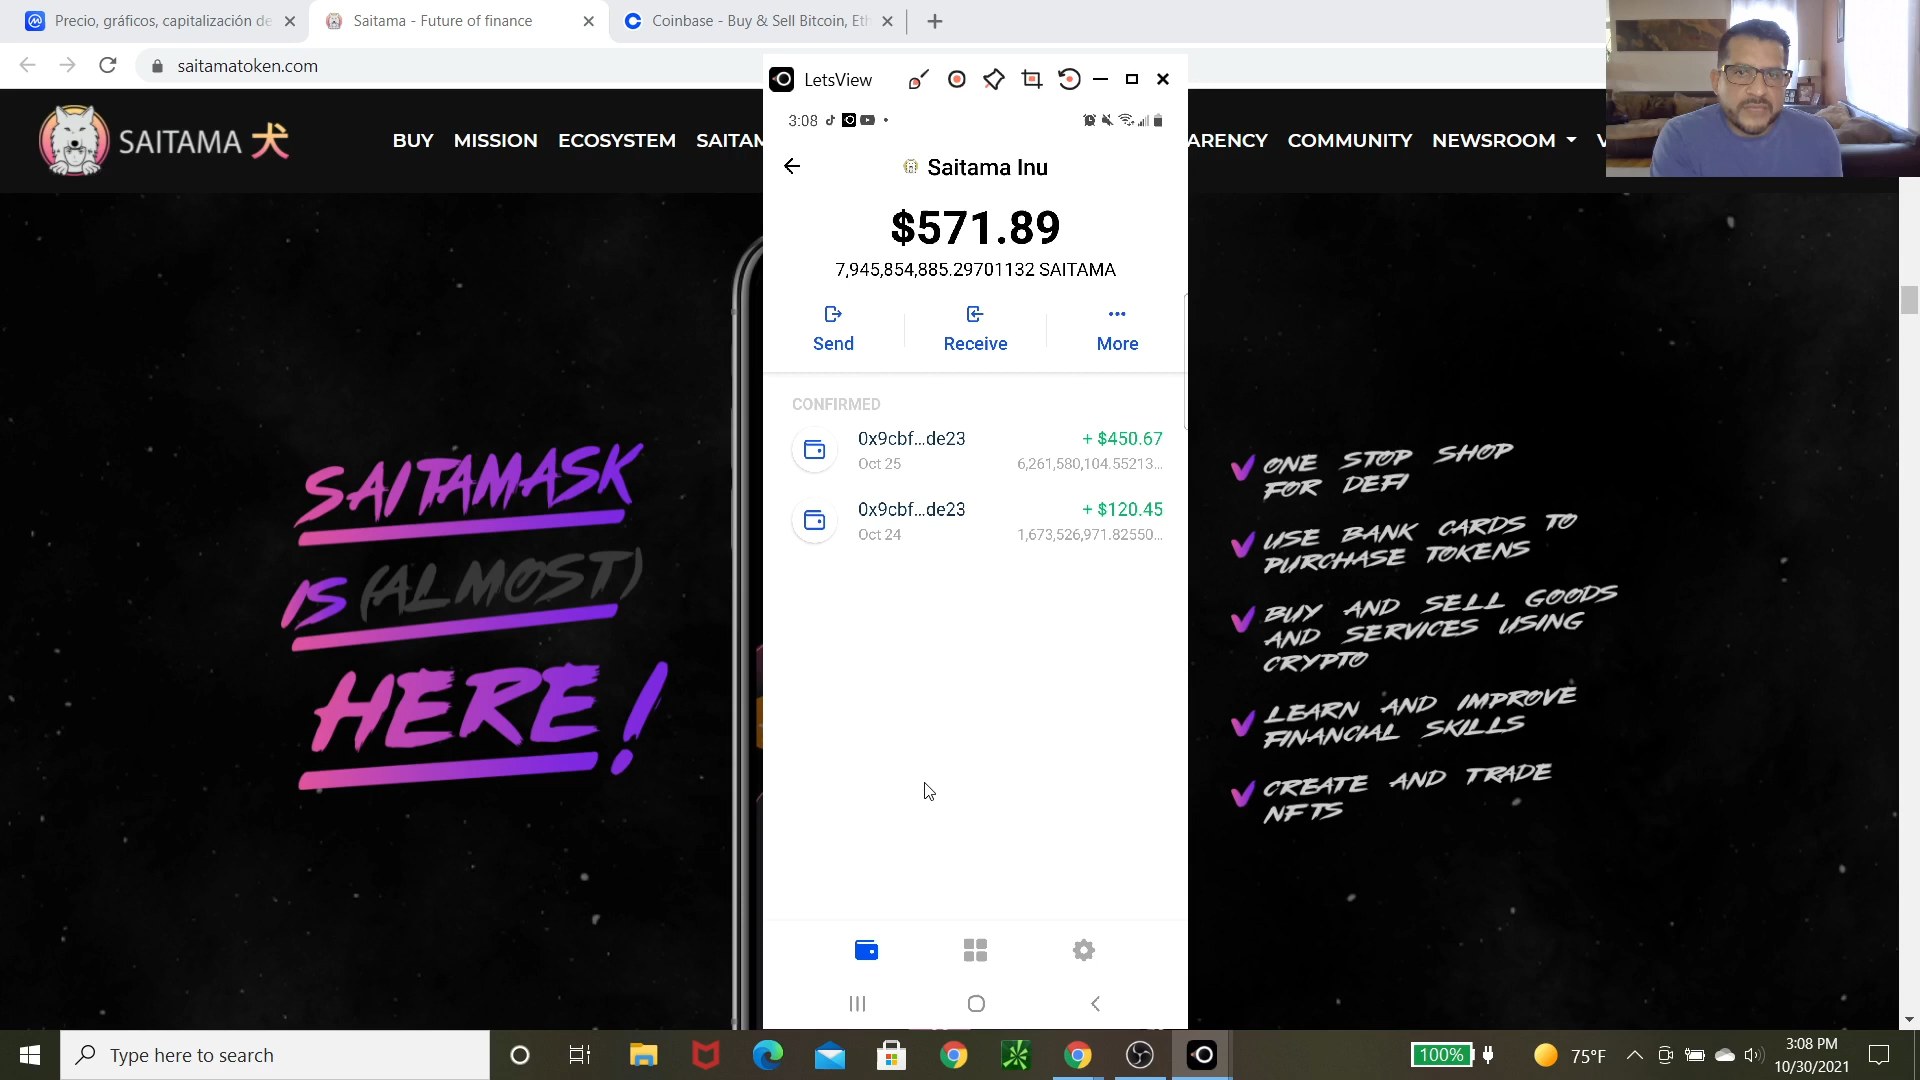 Precio, gráficos, capitalización de
Saitama - Future of finance
Coinbase - Buy & Sell Bitcoin, Eth
saitamatoken.com
LetsView
3:08
SAITAMA 犬
BUY
MISSION
ECOSYSTEM
SAITAM
ARENCY
COMMUNITY
NEWSROOM
Saitama Inu
$571.89
7,945,854,885.29701132 SAITAMA
Send
Receive
More
CONFIRMED
0x9cbf...de23
+ $450.67
Oct 25
6,261,580,104.55213...
0x9cbf...de23
+ $120.45
Oct 24
1,673,526,971.82550...
SAITAMASK
IS (ALMOST)
HERE!
ONE STOP SHOP
FOR DEFI
USE BANK CARDS TO
PURCHASE TOKENS
BUY AND SELL GOODS
AND SERVICES USING
CRYPTO
LEARN AND IMPROVE
FINANCIAL SKILLS
CREATE AND TRADE
NFTS
Type here to search
100%
75°F
3:08 PM
10/30/2021